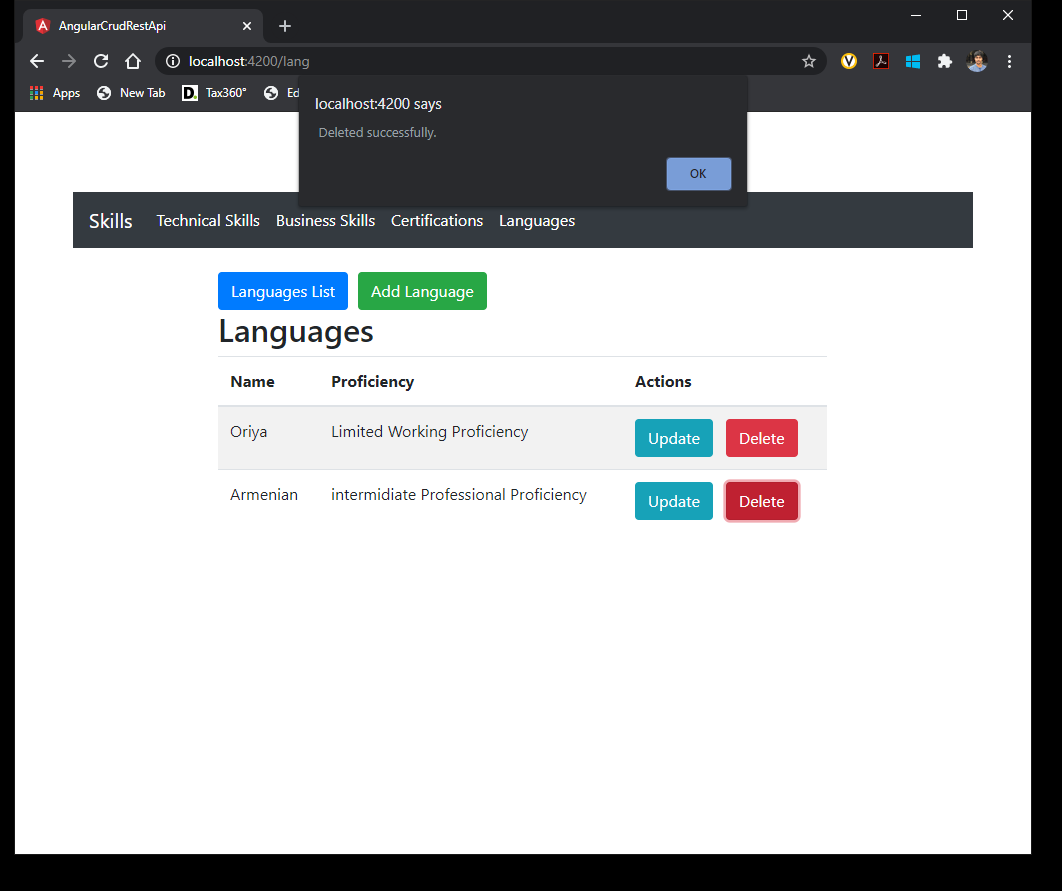 AngularCrudRestApi
localhost:4200/lang
Apps New Tab D. Tax360° Ed
localhost:4200 says
Deleted successfully.
OK
Skills Technical Skills Business Skills Certifications Languages
Languages List Add Language
Languages
Name Proficiency Actions
Oriya Limited Working Proficiency Update Delete
Armenian intermidiate Professional Proficiency Update Delete